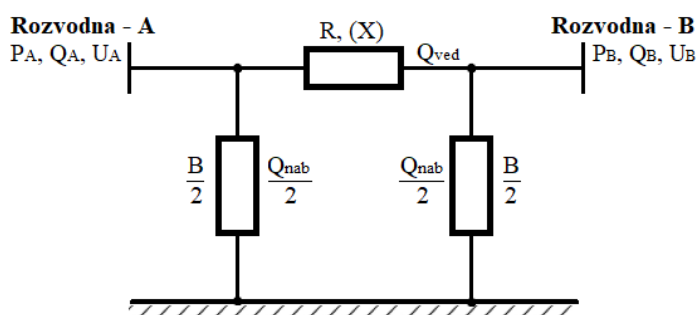 Rozvodna - A
PA, QA, UA
R, (X)
Qved
Rozvodna - B
PB, QB, UB
B
2
Qnab
2
Qnab
2
B
2